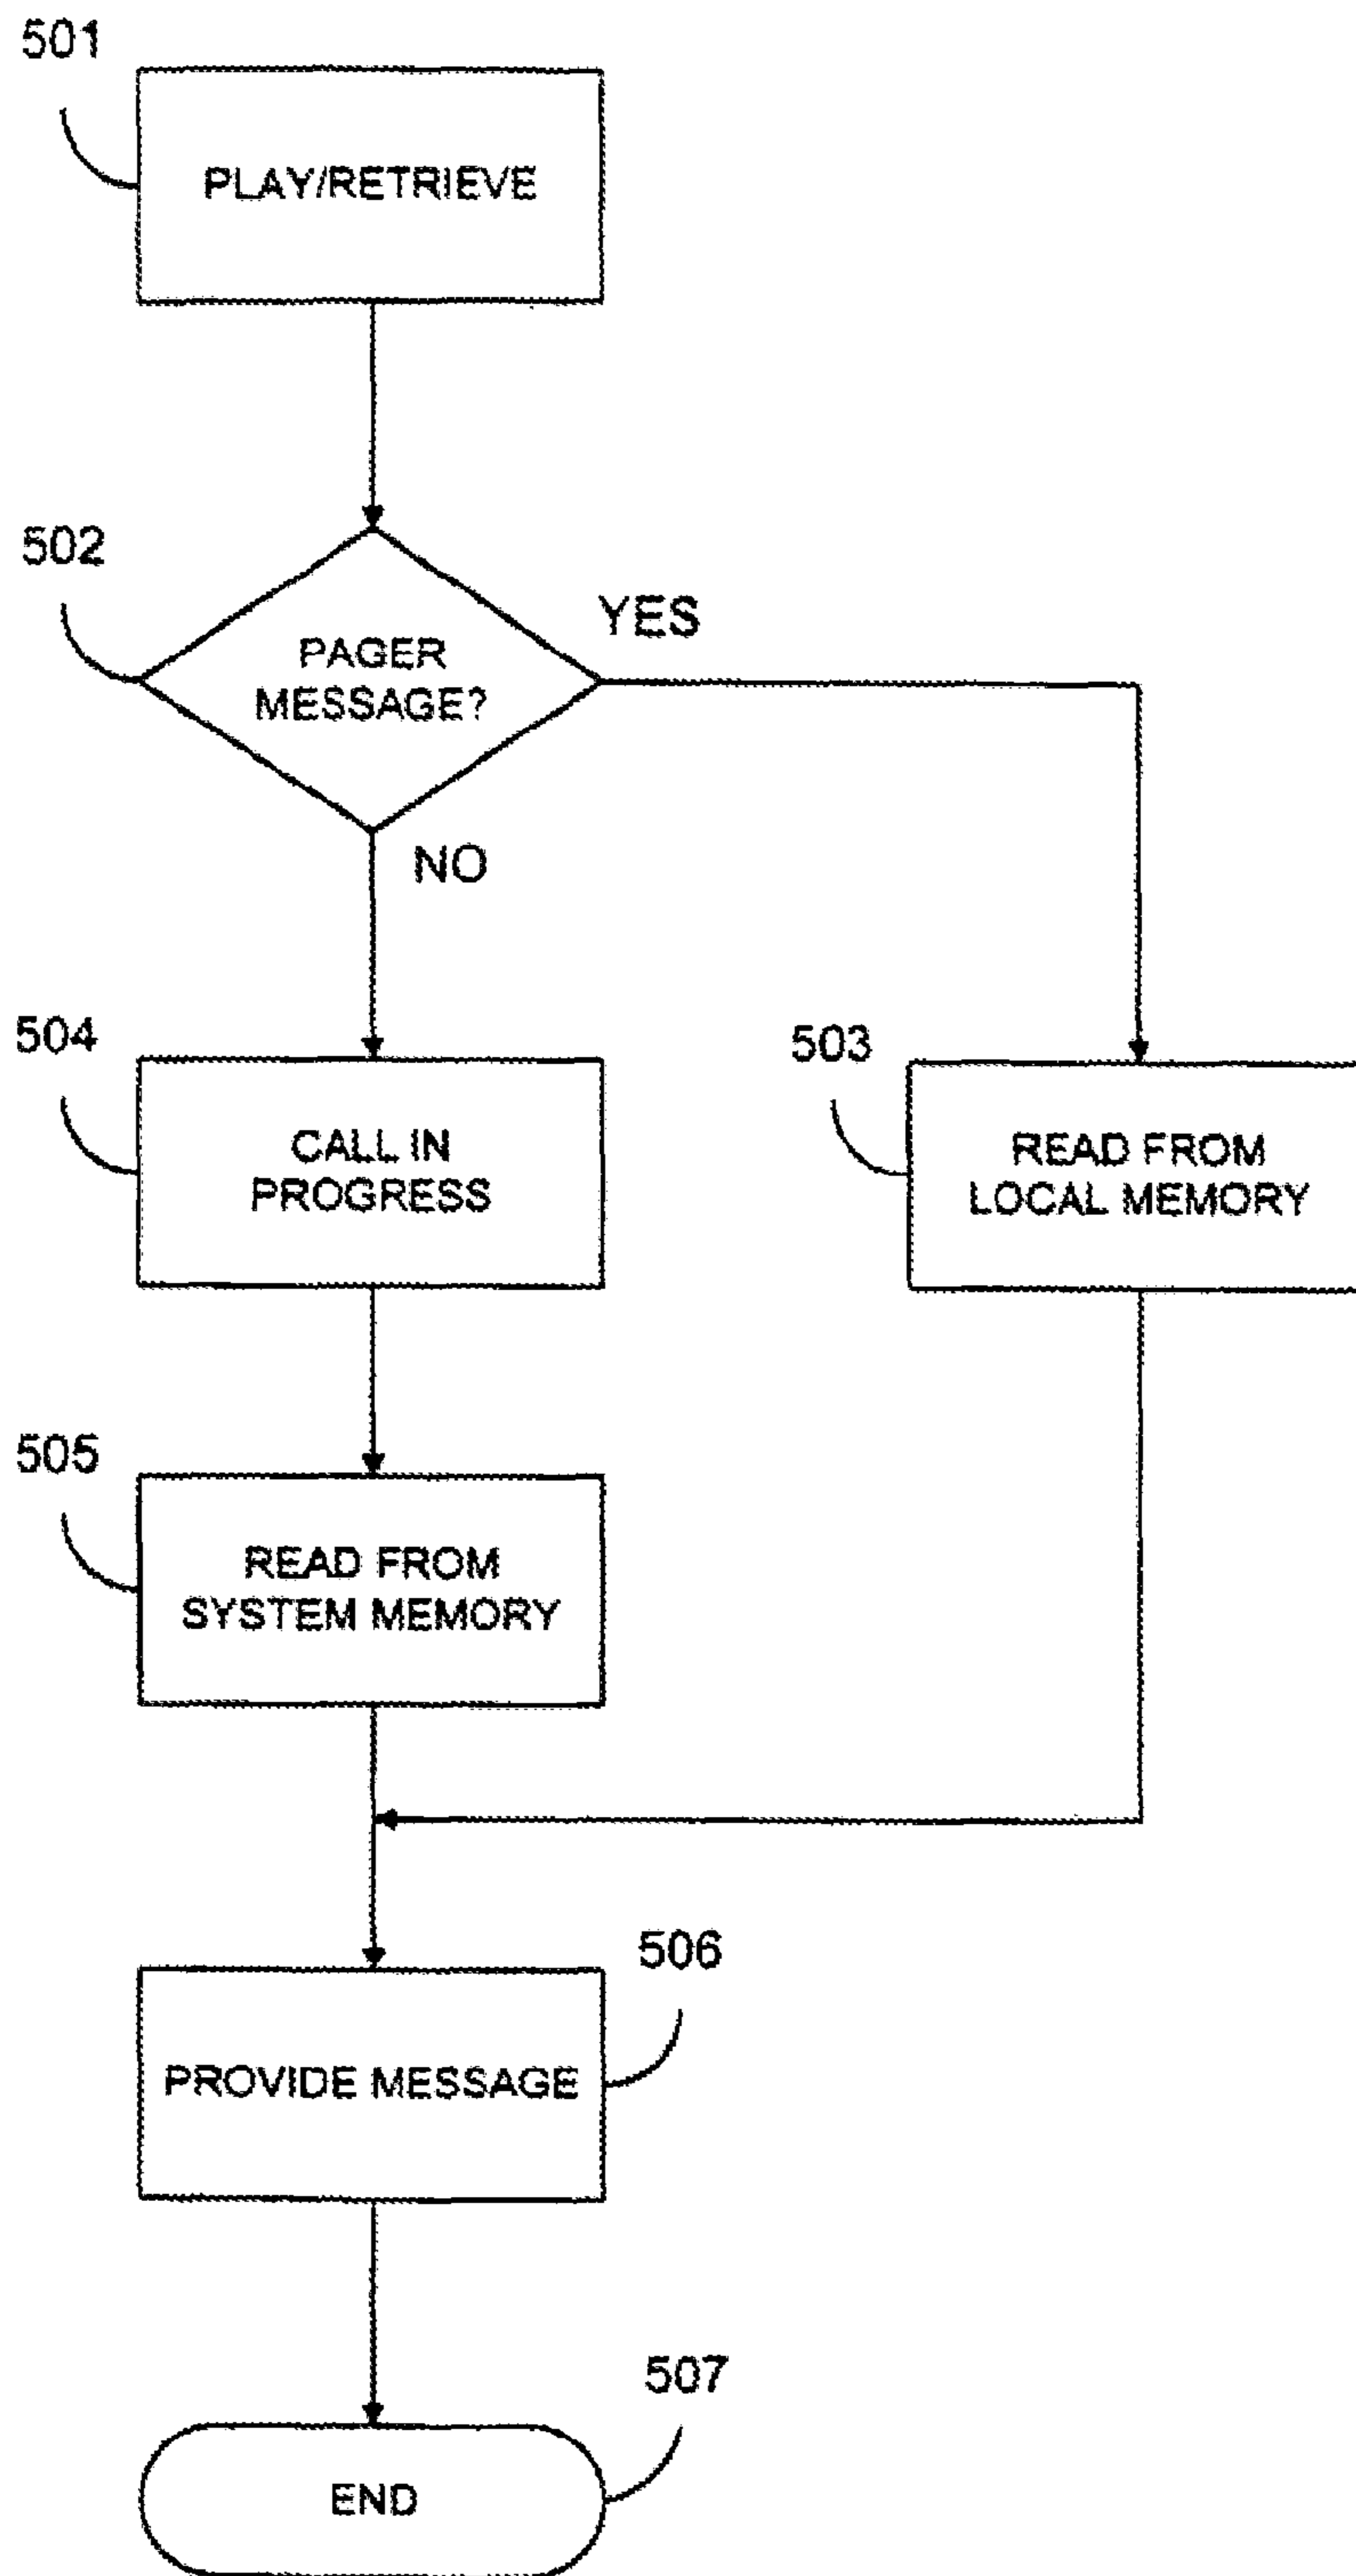 501
PLAY/RETRIEVE
502
PAGER
MESSAGE?
YES
NO
504
CALL IN
PROGRESS
503
READ FROM
LOCAL MEMORY
505
READ FROM
SYSTEM MEMORY
506
PROVIDE MESSAGE
507
END